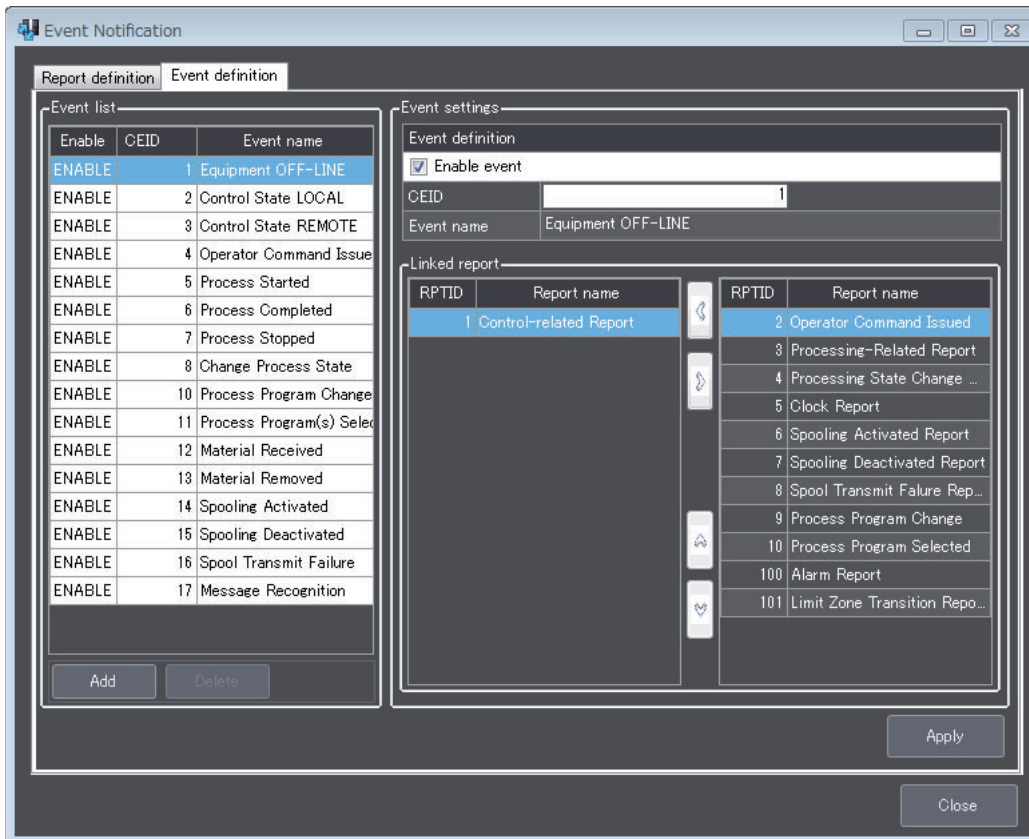 Event Notification
Report definition Event definition
Event list
Enable CEID Event name
ENABLE 1 Equipment OFF-LINE
ENABLE 2 Control State LOCAL
ENABLE 3 Control State REMOTE
ENABLE 4 Operator Command Issue
ENABLE 5 Process Started
ENABLE 6 Process Completed
ENABLE 7 Process Stopped
ENABLE 8 Change Process State
ENABLE 10 Process Program Change
ENABLE 11 Process Program(s) Selec
ENABLE 12 Material Received
ENABLE 13 Material Removed
ENABLE 14 Spooling Activated
ENABLE 15 Spooling Deactivated
ENABLE 16 Spool Transmit Failure
ENABLE 17 Message Recognition
Add Delete
Event settings
Event definition
Enable event
CEID 1
Event name Equipment OFF-LINE
Linked report
RPTID Report name
1 Control-related Report
RPTID Report name
2 Operator Command Issued
3 Processing-Related Report
4 Processing State Change ...
5 Clock Report
6 Spooling Activated Report
7 Spooling Deactivated Report
8 Spool Transmit Falure Rep...
9 Process Program Change
10 Process Program Selected
100 Alarm Report
101 Limit Zone Transition Repo...
Apply
Close